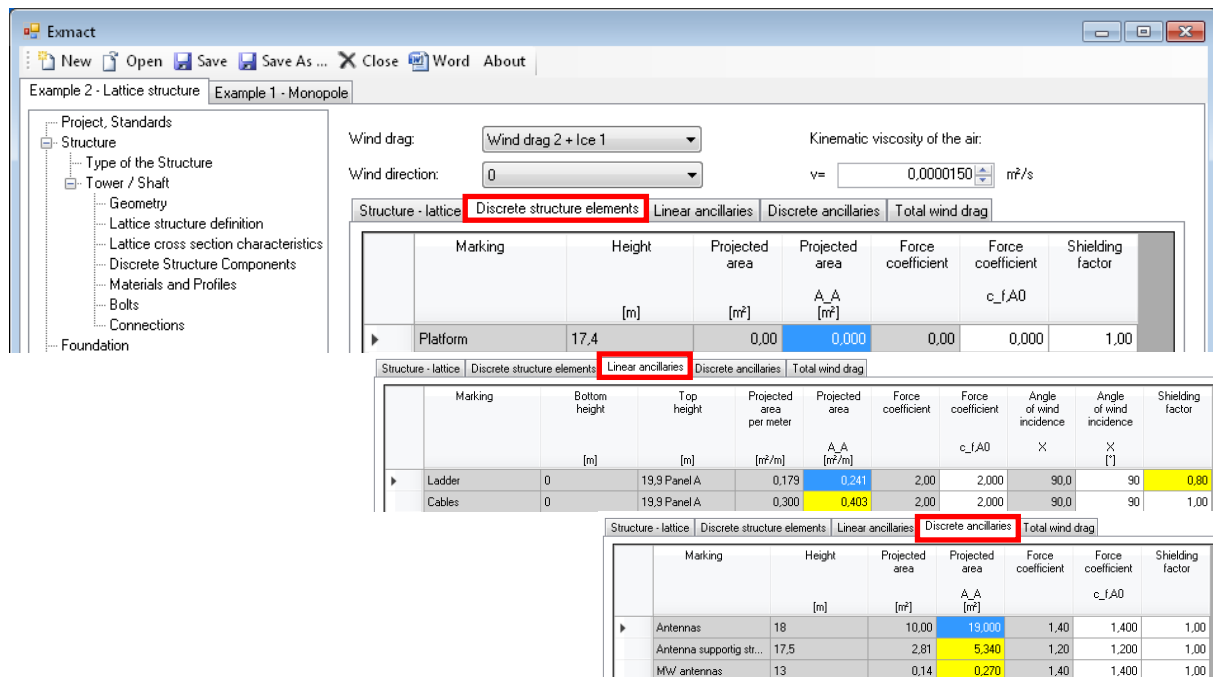 Exmact
New Open Save Save As ... Close Word About
Example 2 - Lattice structure Example 1 - Monopole
Project, Standards
Structure
Type of the Structure
Tower / Shaft
Geometry
Lattice structure definition
Lattice cross section characteristics
Discrete Structure Components
Materials and Profiles
Bolts
Connections
Foundation
Wind drag: Wind drag 2 + Ice 1 Kinematic viscosity of the air:
Wind direction: 0 v= 0,0000150 m²/s
Structure - lattice Discrete structure elements Linear ancillaries Discrete ancillaries Total wind drag
Marking Height Projected Projected Force Force Shielding
area area coefficient coefficient factor
A_A c_f,A0
[m] [m²] [m²]
Platform 17,4 0,00 0,000 0,00 0,000 1,00
Structure - lattice Discrete structure elements Linear ancillaries Discrete ancillaries Total wind drag
Marking Bottom Top Projected Projected Force Force Angle Angle Shielding
height height area area coefficient coefficient of wind of wind factor
per meter incidence incidence
A_A c_f,A0 X X
[m] [m] [m²/m] [m²/m] [°]
Ladder 0 19,9 Panel A 0,179 0,241 2,00 2,000 90,0 90 0,80
Cables 0 19,9 Panel A 0,300 0,403 2,00 2,000 90,0 90 1,00
Structure - lattice Discrete structure elements Linear ancillaries Discrete ancillaries Total wind drag
Marking Height Projected Projected Force Force Shielding
area area coefficient coefficient factor
A_A c_f,A0
[m] [m²] [m²]
Antennas 18 10,00 19,000 1,40 1,400 1,00
Antenna supportig str... 17,5 2,81 5,340 1,20 1,200 1,00
MW antennas 13 0,14 0,270 1,40 1,400 1,00